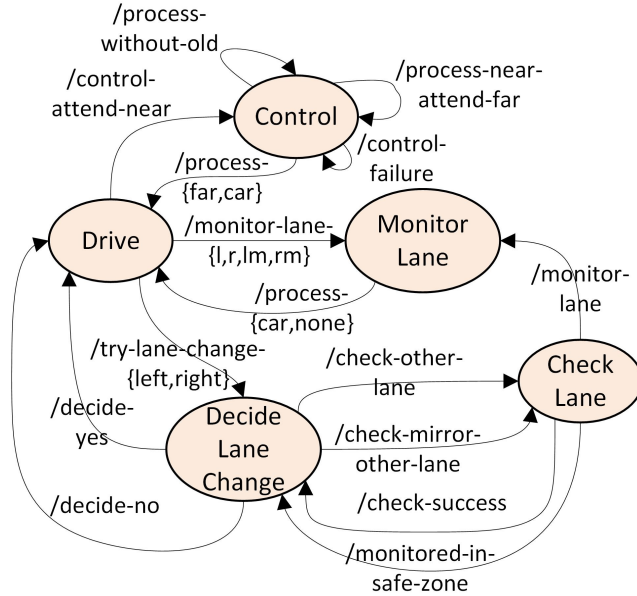 /process-
without-old
/control-
attend-near
/process-near-
attend-far
Control
/control-
failure
/process-
{far,car}
Drive
/monitor-lane-
{l,r,lm,rm}
Monitor
Lane
/process-
{car,none}
/monitor-
lane
/try-lane-change-
{left,right}
/check-other-
lane
Check
Lane
/decide-
yes
Decide
Lane
Change
/check-mirror-
other-lane
/decide-no
/check-success
/monitored-in-
safe-zone